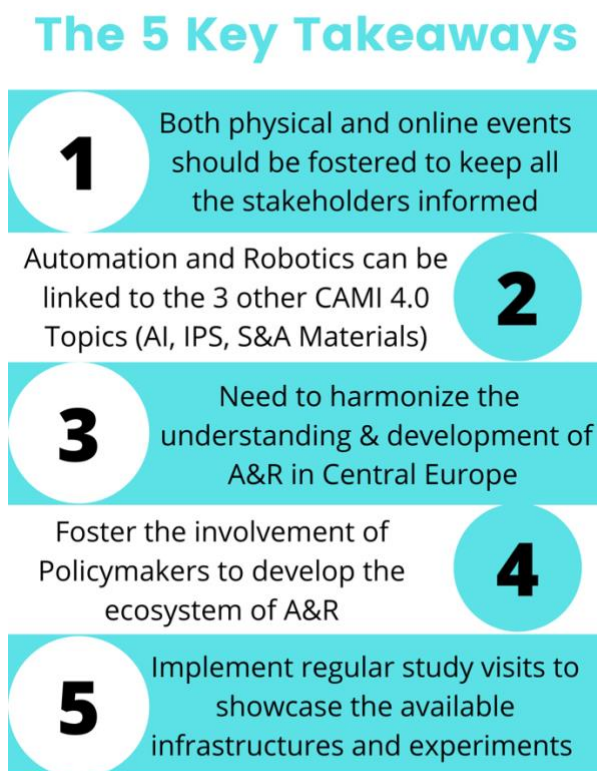 The 5 Key Takeaways
1
Both physical and online events
should be fostered to keep all
the stakeholders informed
Automation and Robotics can be
linked to the 3 other CAMI 4.0
Topics (AI, IPS, S&A Materials)
2
3
Need to harmonize the
understanding & development of
A&R in Central Europe
Foster the involvement of
Policymakers to develop the
ecosystem of A&R
4
5
Implement regular study visits to
showcase the available
infrastructures and experiments